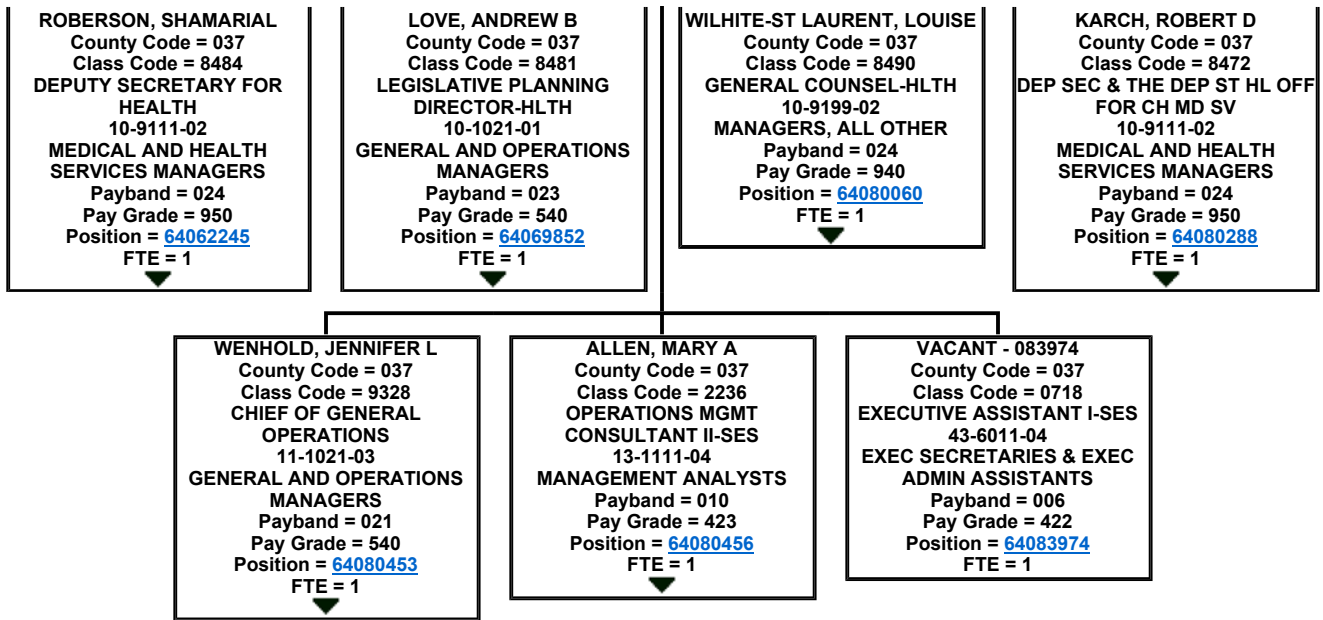 ROBERSON, SHAMARIAL
County Code = 037
Class Code = 8484
DEPUTY SECRETARY FOR
HEALTH
10-9111-02
MEDICAL AND HEALTH
SERVICES MANAGERS
Payband = 024
Pay Grade = 950
Position = 64062245
FTE = 1
LOVE, ANDREW B
County Code = 037
Class Code = 8481
LEGISLATIVE PLANNING
DIRECTOR-HLTH
10-1021-01
GENERAL AND OPERATIONS
MANAGERS
Payband = 023
Pay Grade = 540
Position = 64069852
FTE = 1
WILHITE-ST LAURENT, LOUISE
County Code = 037
Class Code = 8490
GENERAL COUNSEL-HLTH
10-9199-02
MANAGERS, ALL OTHER
Payband = 024
Pay Grade = 940
Position = 64080060
FTE = 1
KARCH, ROBERT D
County Code = 037
Class Code = 8472
DEP SEC & THE DEP ST HL OFF
FOR CH MD SV
10-9111-02
MEDICAL AND HEALTH
SERVICES MANAGERS
Payband = 024
Pay Grade = 950
Position = 64080288
FTE = 1
WENHOLD, JENNIFER L
County Code = 037
Class Code = 9328
CHIEF OF GENERAL
OPERATIONS
11-1021-03
GENERAL AND OPERATIONS
MANAGERS
Payband = 021
Pay Grade = 540
Position = 64080453
FTE = 1
ALLEN, MARY A
County Code = 037
Class Code = 2236
OPERATIONS MGMT
CONSULTANT II-SES
13-1111-04
MANAGEMENT ANALYSTS
Payband = 010
Pay Grade = 423
Position = 64080456
FTE = 1
VACANT - 083974
County Code = 037
Class Code = 0718
EXECUTIVE ASSISTANT I-SES
43-6011-04
EXEC SECRETARIES & EXEC
ADMIN ASSISTANTS
Payband = 006
Pay Grade = 422
Position = 64083974
FTE = 1